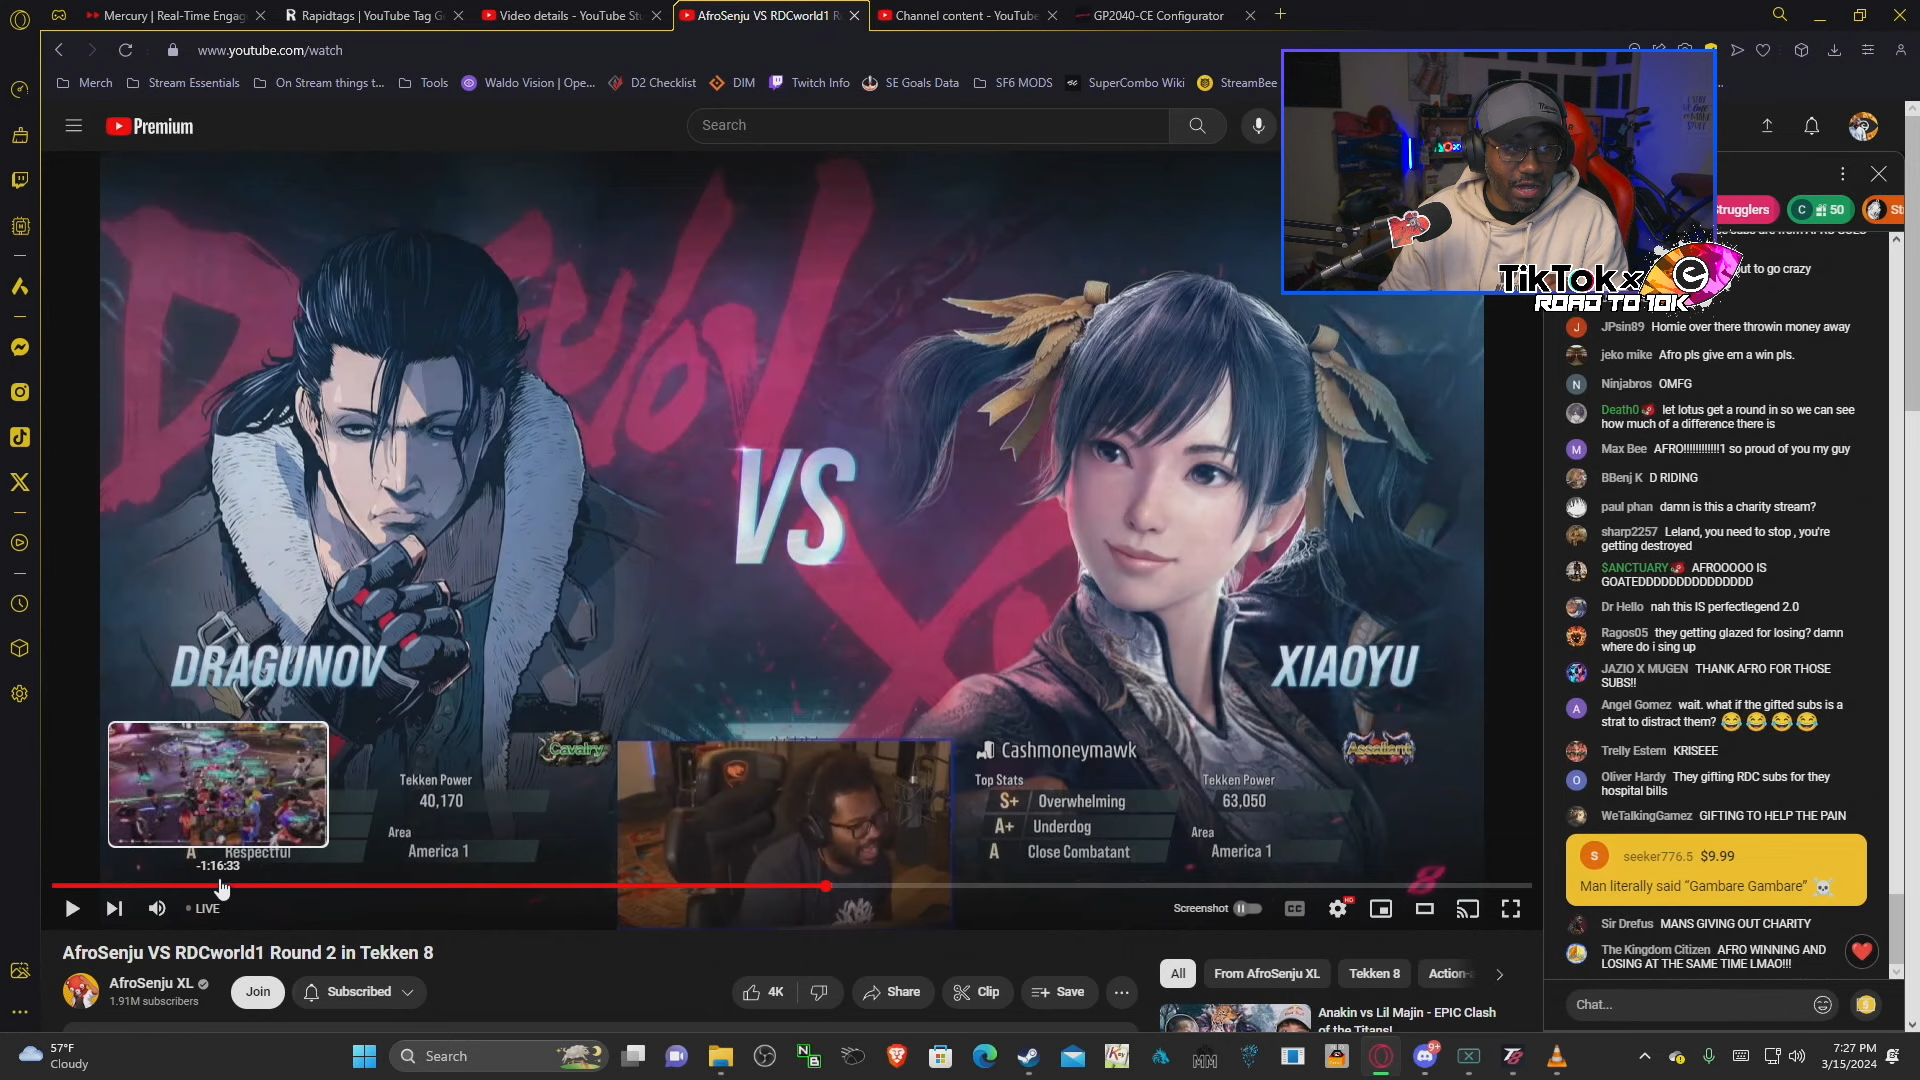 Mercury | Real-Time Engag
Rapidtags | YouTube Tag G
Video details - YouTube Stu
AfroSenju VS RDCworld1 R
Channel content - YouTube
GP2040-CE Configurator
www.youtube.com/watch
Merch
Stream Essentials
On Stream things t...
Tools
Waldo Vision | Ope...
D2 Checklist
DIM
Twitch Info
SE Goals Data
SF6 MODS
SuperCombo Wiki
StreamBee
Premium
Search
Strugglers
C 50
TikTok x
ROAD TO 10K
out to go crazy
JPsin89 Homie over there throwin money away
jeko mike Afro pls give em a win pls.
N Ninjabros OMFG
Death0 let lotus get a round in so we can see
how much of a difference there is
M Max Bee AFRO!!!!!!!!!!!!1 so proud of you my guy
BBenj K D RIDING
paul phan damn is this a charity stream?
sharp2257 Leland, you need to stop , you're
getting destroyed
$ANCTUARY AFROOOOO IS
GOATEDDDDDDDDDDDDDDD
Dr Hello nah this IS perfectlegend 2.0
Ragos05 they getting glazed for losing? damn
where do i sing up
JAZIO X MUGEN THANK AFRO FOR THOSE
SUBS!!
A Angel Gomez wait. what if the gifted subs is a
strat to distract them? 😂😂😂😂
Trelly Estem KRISEEE
O Oliver Hardy They gifting RDC subs for they
hospital bills
WeTalkingGamez GIFTING TO HELP THE PAIN
S seeker776.5 $9.99
Man literally said “Gambare Gambare” ☠️
Sir Drefus MANS GIVING OUT CHARITY
The Kingdom Citizen AFRO WINNING AND
LOSING AT THE SAME TIME LMAO!!!
Chat...
VS
DRAGUNOV
XIAOYU
Cavalry
Tekken Power
40,170
Area
America 1
A Respectful
Cashmoneymawk
Assailant
Top Stats
Tekken Power
S+ Overwhelming
63,050
A+ Underdog
Area
A Close Combatant
America 1
8
-1:16:33
LIVE
Screenshot
CC
HD
AfroSenju VS RDCworld1 Round 2 in Tekken 8
AfroSenju XL
1.91M subscribers
Join
Subscribed
4K
Share
Clip
Save
All
From AfroSenju XL
Tekken 8
Action-
Anakin vs Lil Majin - EPIC Clash
of the Titans!
57°F
Cloudy
Search
9+
7:27 PM
3/15/2024